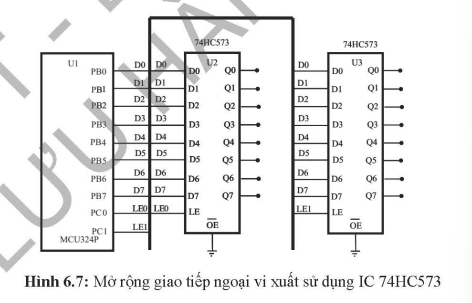 74HC573
74HC573
U1
U2
U3
PB0 D0 D0 D0 Q0 D0 D0 Q0
PB1 D1 D1 D1 Q1 D1 D1 Q1
PB2 D2 D2 D2 Q2 D2 D2 Q2
PB3 D3 D3 D3 Q3 D3 D3 Q3
PB4 D4 D4 D4 Q4 D4 D4 Q4
PB5 D5 D5 D5 Q5 D5 D5 Q5
PB6 D6 D6 D6 Q6 D6 D6 Q6
PB7 D7 D7 D7 Q7 D7 D7 Q7
PC0 LE0 LE0 LE LE1 LE
PC1 LE1
OE
OE
MCU324P
Hình 6.7: Mở rộng giao tiếp ngoại vi xuất sử dụng IC 74HC573